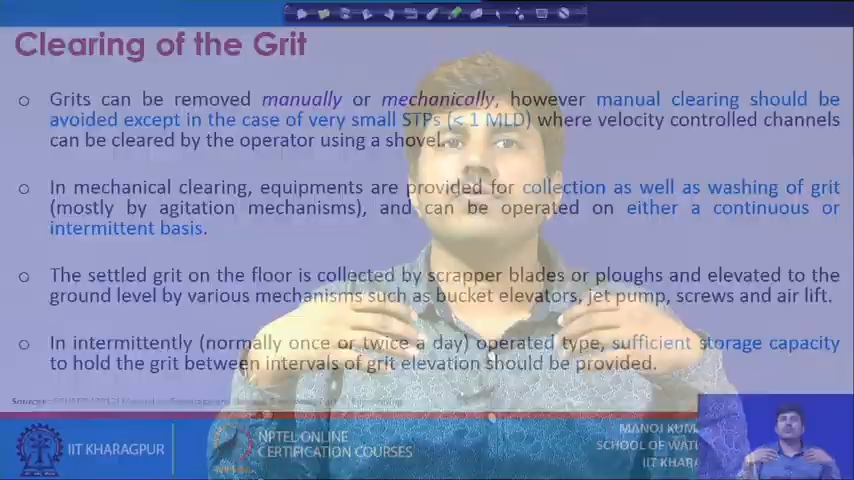 Clearing of the Grit
o Grits can be removed manually or mechanically, however manual clearing should be
avoided except in the case of very small STPs (< 1 MLD) where velocity controlled channels
can be cleared by the operator using a shovel.
o In mechanical clearing, equipments are provided for collection as well as washing of grit
(mostly by agitation mechanisms), and can be operated on either a continuous or
intermittent basis.
o The settled grit on the floor is collected by scrapper blades or ploughs and elevated to the
ground level by various mechanisms such as bucket elevators, jet pump, screws and air lift.
o In intermittently (normally once or twice a day) operated type, sufficient storage capacity
to hold the grit between intervals of grit elevation should be provided.
Source:
IIT KHARAGPUR
NPTEL ONLINE
CERTIFICATION COURSES
MANOJ KUM
SCHOOL OF WAT
IIT KHARA